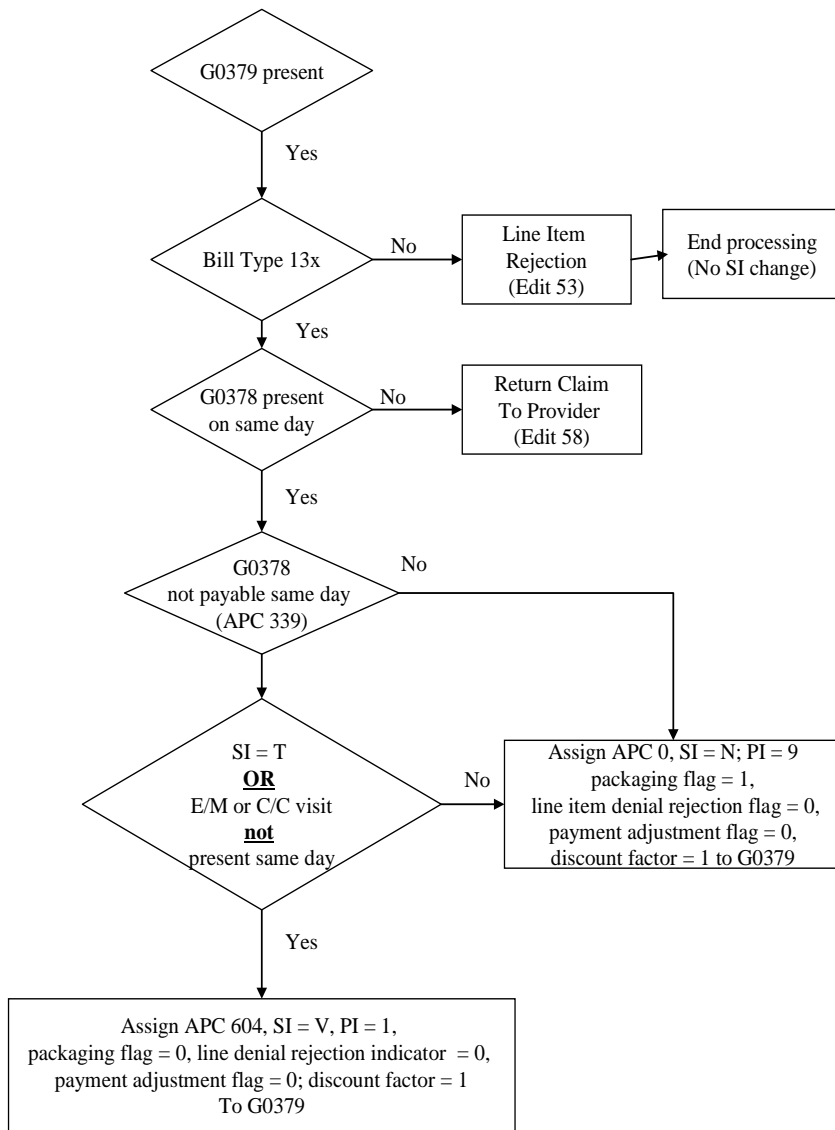 G0379 present
Yes
Bill Type 13x
No
Line Item
Rejection
(Edit 53)
End processing
(No SI change)
Yes
G0378 present
on same day
No
Return Claim
To Provider
(Edit 58)
Yes
G0378
not payable same day
(APC 339)
No
SI = T
OR
E/M or C/C visit
not
present same day
No
Assign APC 0, SI = N; PI = 9
packaging flag = 1,
line item denial rejection flag = 0,
payment adjustment flag = 0,
discount factor = 1 to G0379
Yes
Assign APC 604, SI = V, PI = 1,
packaging flag = 0, line denial rejection indicator = 0,
payment adjustment flag = 0; discount factor = 1
To G0379